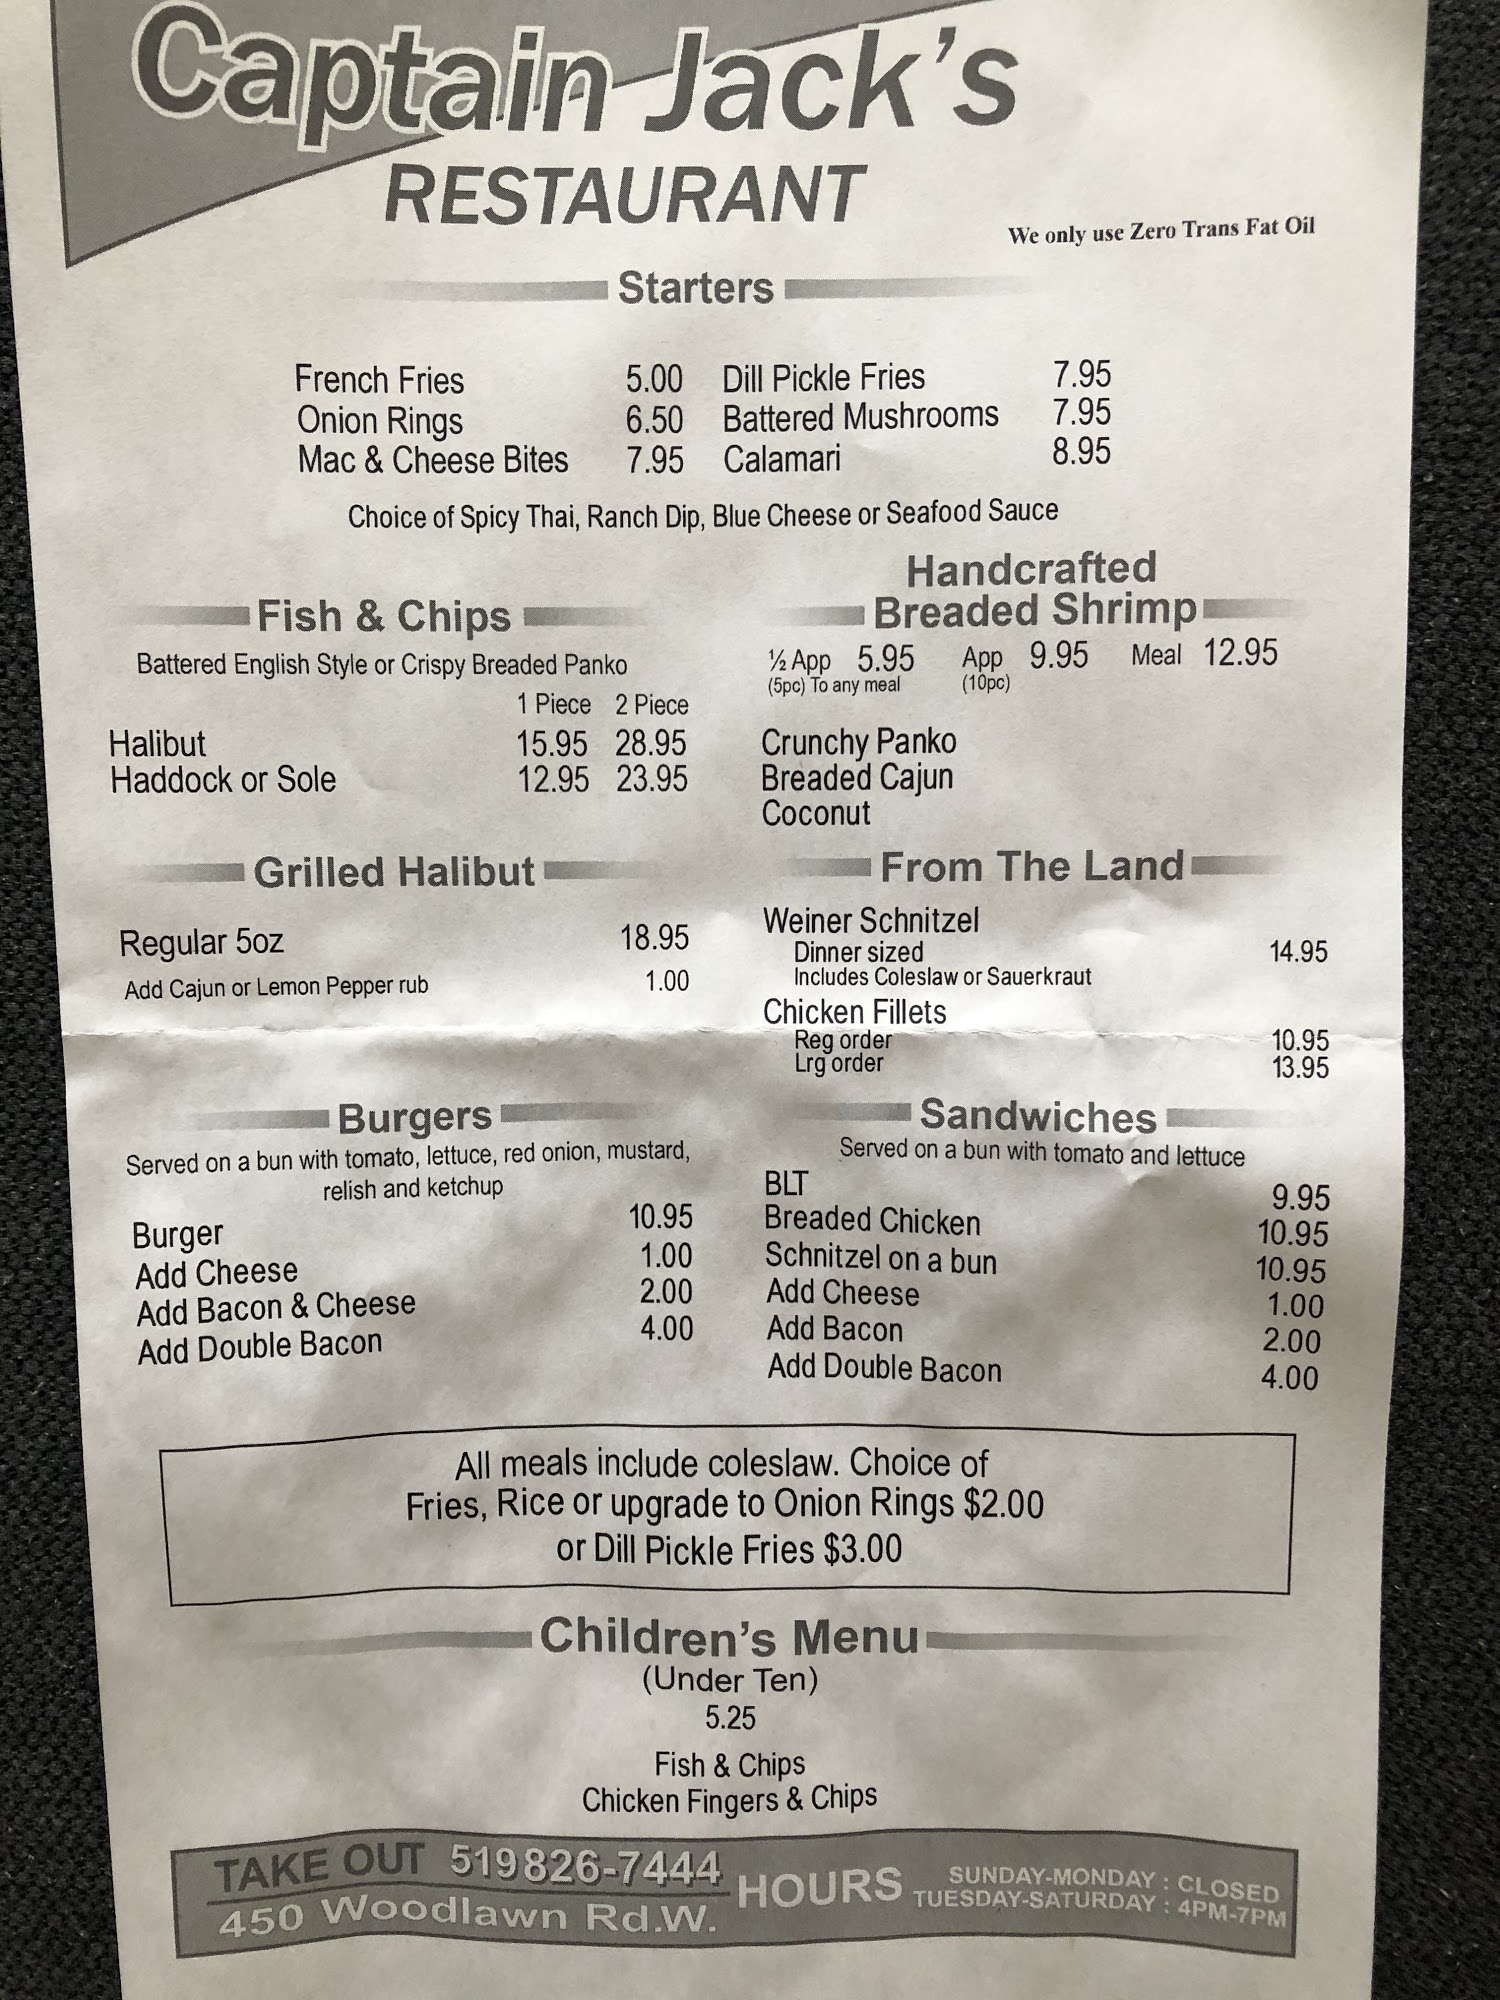 Captain Jack's
RESTAURANT
We only use Zero Trans Fat Oil
Starters
French Fries 5.00 Dill Pickle Fries 7.95
Onion Rings 6.50 Battered Mushrooms 7.95
Mac & Cheese Bites 7.95 Calamari 8.95
Choice of Spicy Thai, Ranch Dip, Blue Cheese or Seafood Sauce
Fish & Chips
Battered English Style or Crispy Breaded Panko
1 Piece 2 Piece
Halibut 15.95 28.95
Haddock or Sole 12.95 23.95
Handcrafted
Breaded Shrimp
½ App 5.95 App 9.95 Meal 12.95
(5pc) To any meal (10pc)
Crunchy Panko
Breaded Cajun
Coconut
Grilled Halibut
Regular 5oz 18.95
Add Cajun or Lemon Pepper rub 1.00
From The Land
Weiner Schnitzel
Dinner sized 14.95
Includes Coleslaw or Sauerkraut
Chicken Fillets
Reg order 10.95
Lrg order 13.95
Burgers
Served on a bun with tomato, lettuce, red onion, mustard,
relish and ketchup
Burger 10.95
Add Cheese 1.00
Add Bacon & Cheese 2.00
Add Double Bacon 4.00
Sandwiches
Served on a bun with tomato and lettuce
BLT 9.95
Breaded Chicken 10.95
Schnitzel on a bun 10.95
Add Cheese 1.00
Add Bacon 2.00
Add Double Bacon 4.00
All meals include coleslaw. Choice of
Fries, Rice or upgrade to Onion Rings $2.00
or Dill Pickle Fries $3.00
Children's Menu
(Under Ten)
5.25
Fish & Chips
Chicken Fingers & Chips
TAKE OUT 519826-7444
450 Woodlawn Rd.W.
HOURS
SUNDAY-MONDAY : CLOSED
TUESDAY-SATURDAY : 4PM-7PM